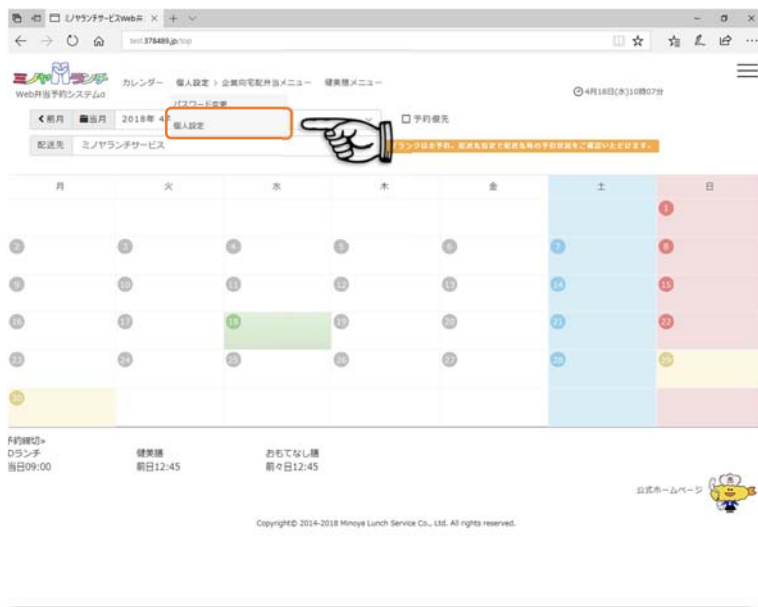 ミノヤランチサービスWeb弁
test.378489.jp/top
ミノヤ ランチ
Web弁当予約システムα
カレンダー 個人設定 › 企業向宅配弁当メニュー 健美膳メニュー
4月18日(水)10時07分
パスワード変更
個人設定
前月 当月 2018年 4
予約優先
配送先 ミノヤランチサービス
月 火 水 木 金 土 日
1
2 3 4 5 6 7 8
9 10 11 12 13 14 15
16 17 18 19 20 21 22
23 24 25 26 27 28 29
30
予約締切»
Dランチ 健美膳 おもてなし膳
当日09:00 前日12:45 前々日12:45
公式ホームページ
Copyright© 2014-2018 Minoya Lunch Service Co., Ltd. All rights reserved.